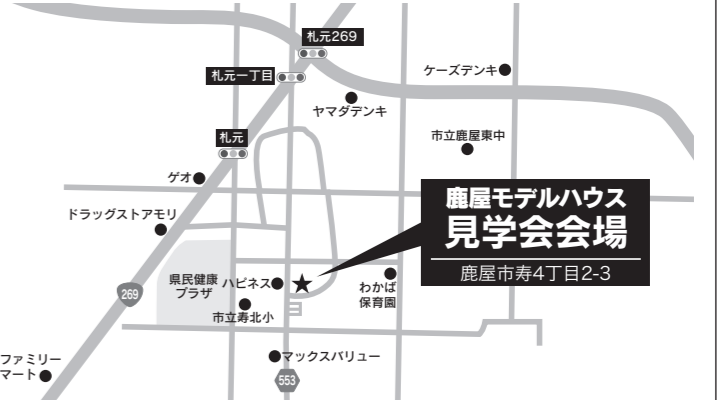 札元269
札元一丁目
ケーズデンキ
ヤマダデンキ
札元
市立鹿屋東中
ゲオ
ドラッグストアモリ
鹿屋モデルハウス
見学会会場
鹿屋市寿4丁目2-3
県民健康
プラザ
ハピネス
わかば
保育園
269
市立寿北小
ファミリー
マート
マックスバリュー
553